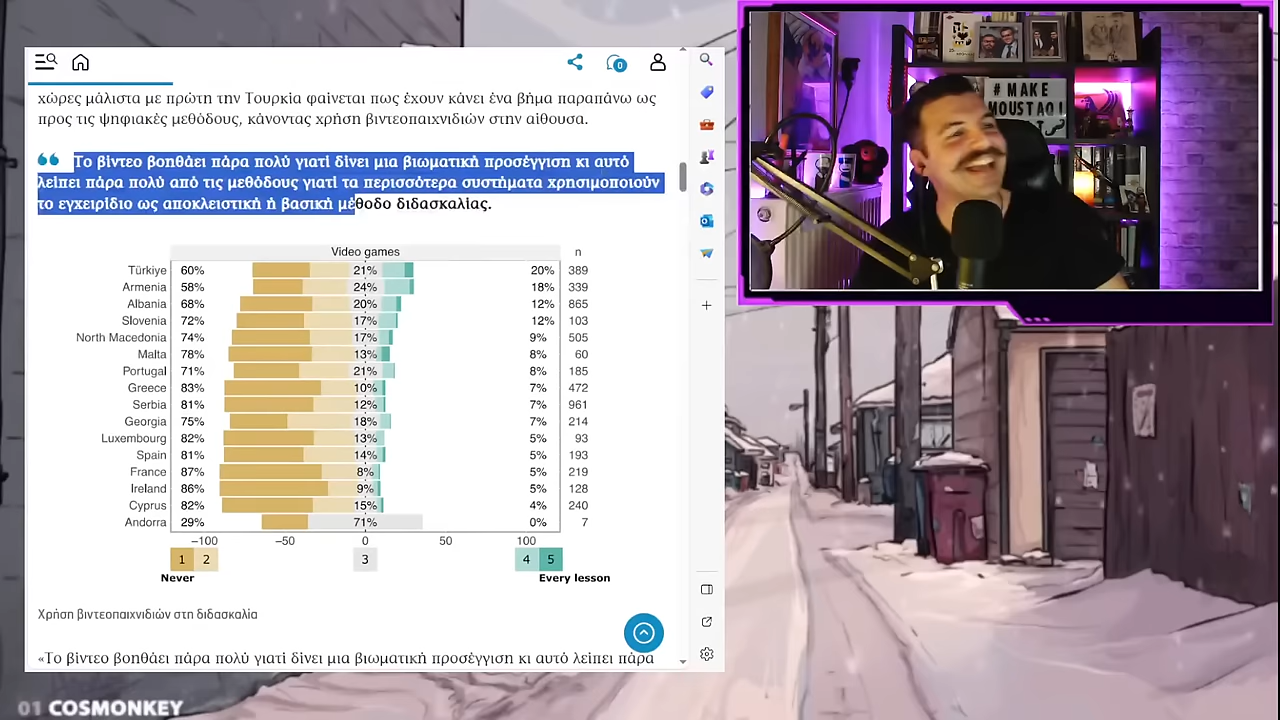 0
χώρες μάλιστα με πρώτη την Τουρκία φαίνεται πως έχουν κάνει ένα βήμα παραπάνω ως
προς τις ψηφιακές μεθόδους, κάνοντας χρήση βιντεοπαιχνιδιών στην αίθουσα.
Το βίντεο βοηθάει πάρα πολύ γιατί δίνει μια βιωματική προσέγγιση κι αυτό
λείπει πάρα πολύ από τις μεθόδους γιατί τα περισσότερα συστήματα χρησιμοποιούν
το εγχειρίδιο ως αποκλειστική ή βασική μέθοδο διδασκαλίας.
Video games n
Türkiye 60% 21% 20% 389
Armenia 58% 24% 18% 339
Albania 68% 20% 12% 865
Slovenia 72% 17% 12% 103
North Macedonia 74% 17% 9% 505
Malta 78% 13% 8% 60
Portugal 71% 21% 8% 185
Greece 83% 10% 7% 472
Serbia 81% 12% 7% 961
Georgia 75% 18% 7% 214
Luxembourg 82% 13% 5% 93
Spain 81% 14% 5% 193
France 87% 8% 5% 219
Ireland 86% 9% 5% 128
Cyprus 82% 15% 4% 240
Andorra 29% 71% 0% 7
−100 −50 0 50 100
1 2 3 4 5
Never Every lesson
Χρήση βιντεοπαιχνιδιών στη διδασκαλία
«Το βίντεο βοηθάει πάρα πολύ γιατί δίνει μια βιωματική προσέγγιση κι αυτό λείπει πάρα
# MAKE
MOUSTAQ!
01 COSMONKEY